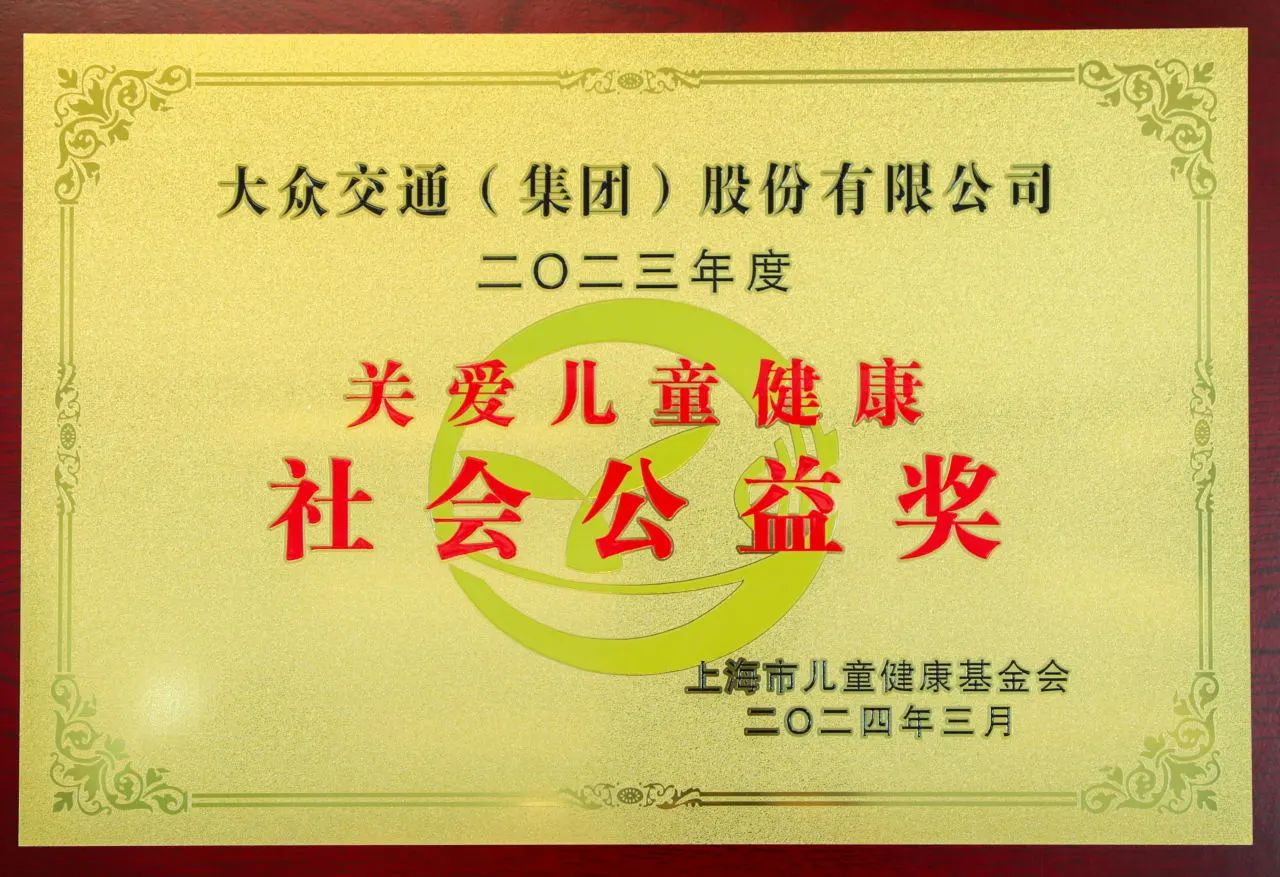 大众交通（集团）股份有限公司
二〇二三年度
关爱儿童健康
社会公益奖
上海市儿童健康基金会
二〇二四年三月